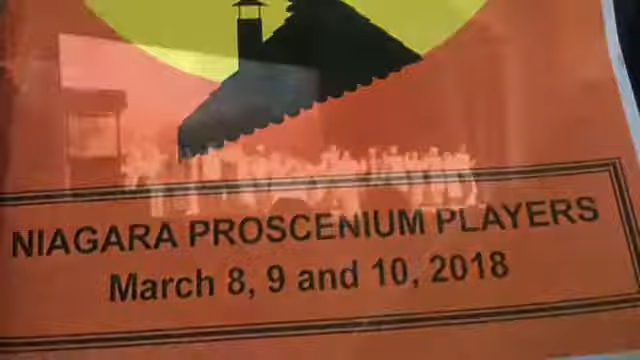 NIAGARA PROSCENIUM PLAYERS
March 8, 9 and 10, 2018